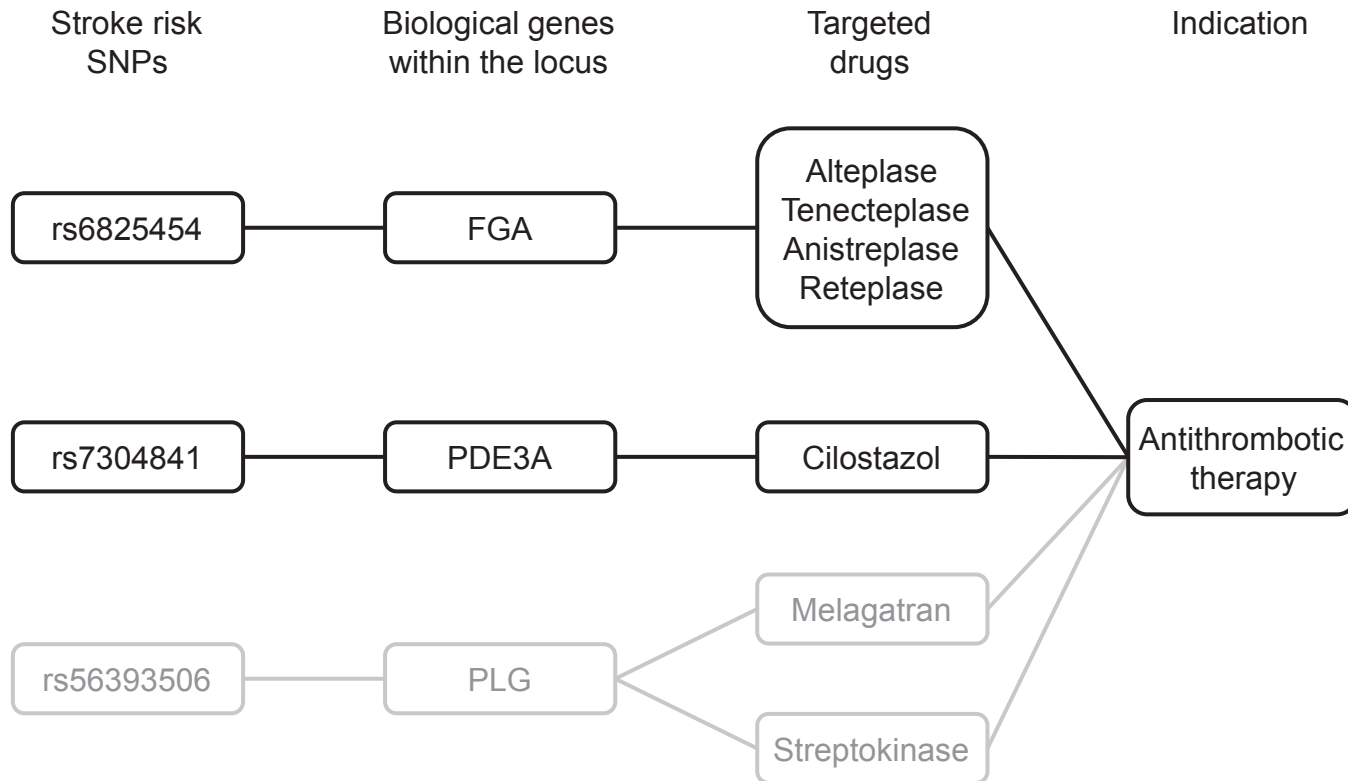 Stroke risk
SNPs
Biological genes
within the locus
Targeted
drugs
Indication
rs6825454
FGA
Alteplase
Tenecteplase
Anistreplase
Reteplase
rs7304841
PDE3A
Cilostazol
Antithrombotic
therapy
rs56393506
PLG
Melagatran
Streptokinase